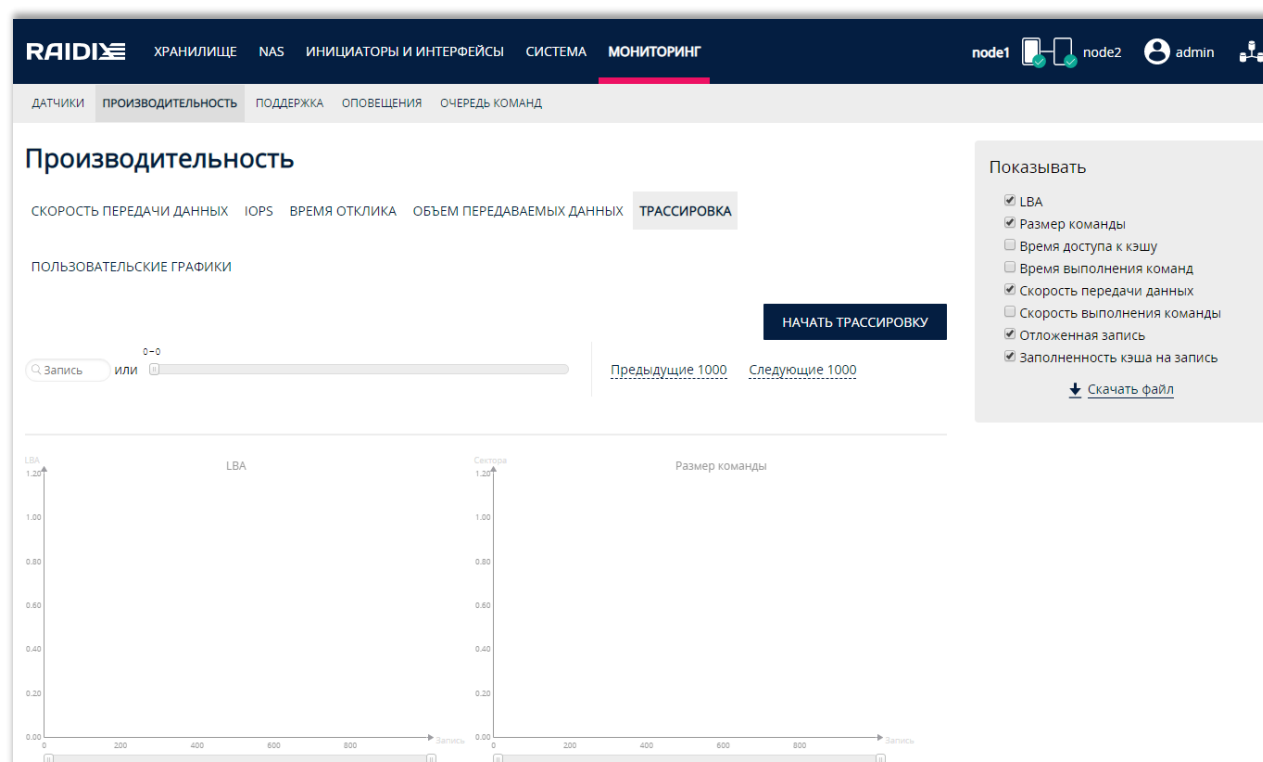 RAIDIX ХРАНИЛИЩЕ NAS ИНИЦИАТОРЫ И ИНТЕРФЕЙСЫ СИСТЕМА МОНИТОРИНГ node1 node2 admin
ДАТЧИКИ ПРОИЗВОДИТЕЛЬНОСТЬ ПОДДЕРЖКА ОПОВЕЩЕНИЯ ОЧЕРЕДЬ КОМАНД
Производительность
СКОРОСТЬ ПЕРЕДАЧИ ДАННЫХ IOPS ВРЕМЯ ОТКЛИКА ОБЪЕМ ПЕРЕДАВАЕМЫХ ДАННЫХ ТРАССИРОВКА
ПОЛЬЗОВАТЕЛЬСКИЕ ГРАФИКИ
НАЧАТЬ ТРАССИРОВКУ
0-0
Запись или
Предыдущие 1000 Следующие 1000
Показывать
LBA
Размер команды
Время доступа к кэшу
Время выполнения команд
Скорость передачи данных
Скорость выполнения команды
Отложенная запись
Заполненность кэша на запись
Скачать файл
LBA
LBA
1.20
1.00
0.80
0.60
0.40
0.20
0.00
0 200 400 600 800 Запись
Сектора
Размер команды
1.20
1.00
0.80
0.60
0.40
0.20
0.00
0 200 400 600 800 Запись